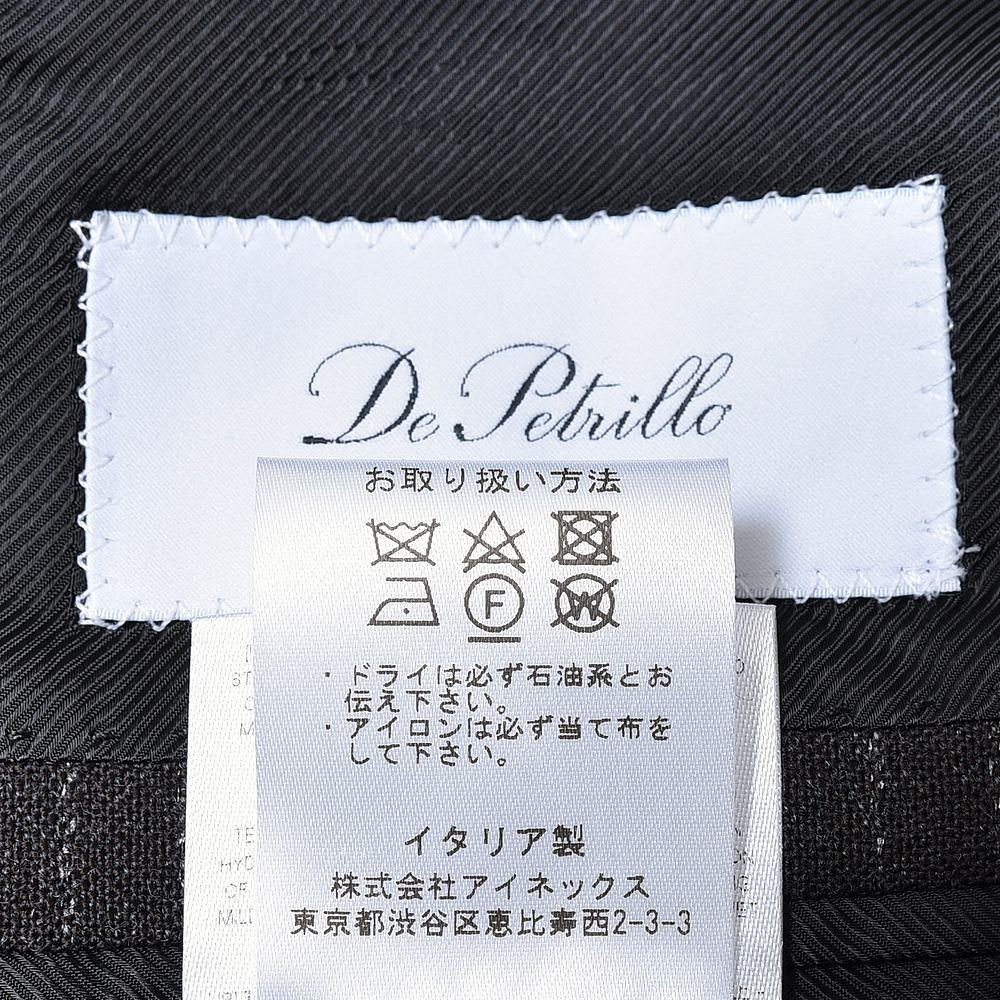 De Petrillo
お取り扱い方法
F W
・ドライは必ず石油系とお
伝え下さい。
・アイロンは必ず当て布を
して下さい。
イタリア製
株式会社アイネックス
東京都渋谷区恵比寿西2-3-3